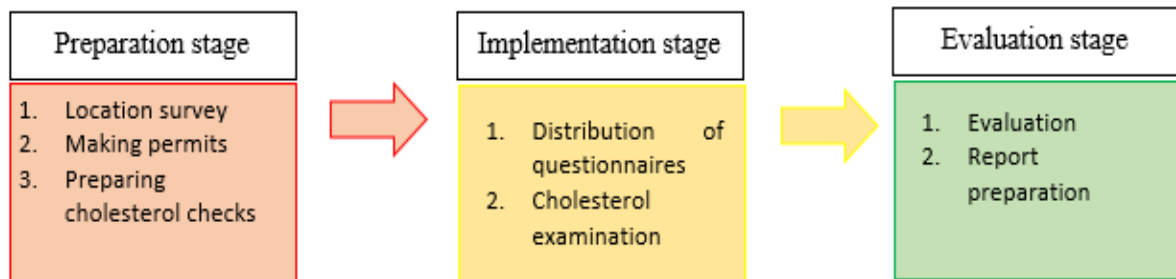 Preparation stage
1. Location survey
2. Making permits
3. Preparing
cholesterol checks
Implementation stage
1. Distribution of
questionnaires
2. Cholesterol
examination
Evaluation stage
1. Evaluation
2. Report
preparation